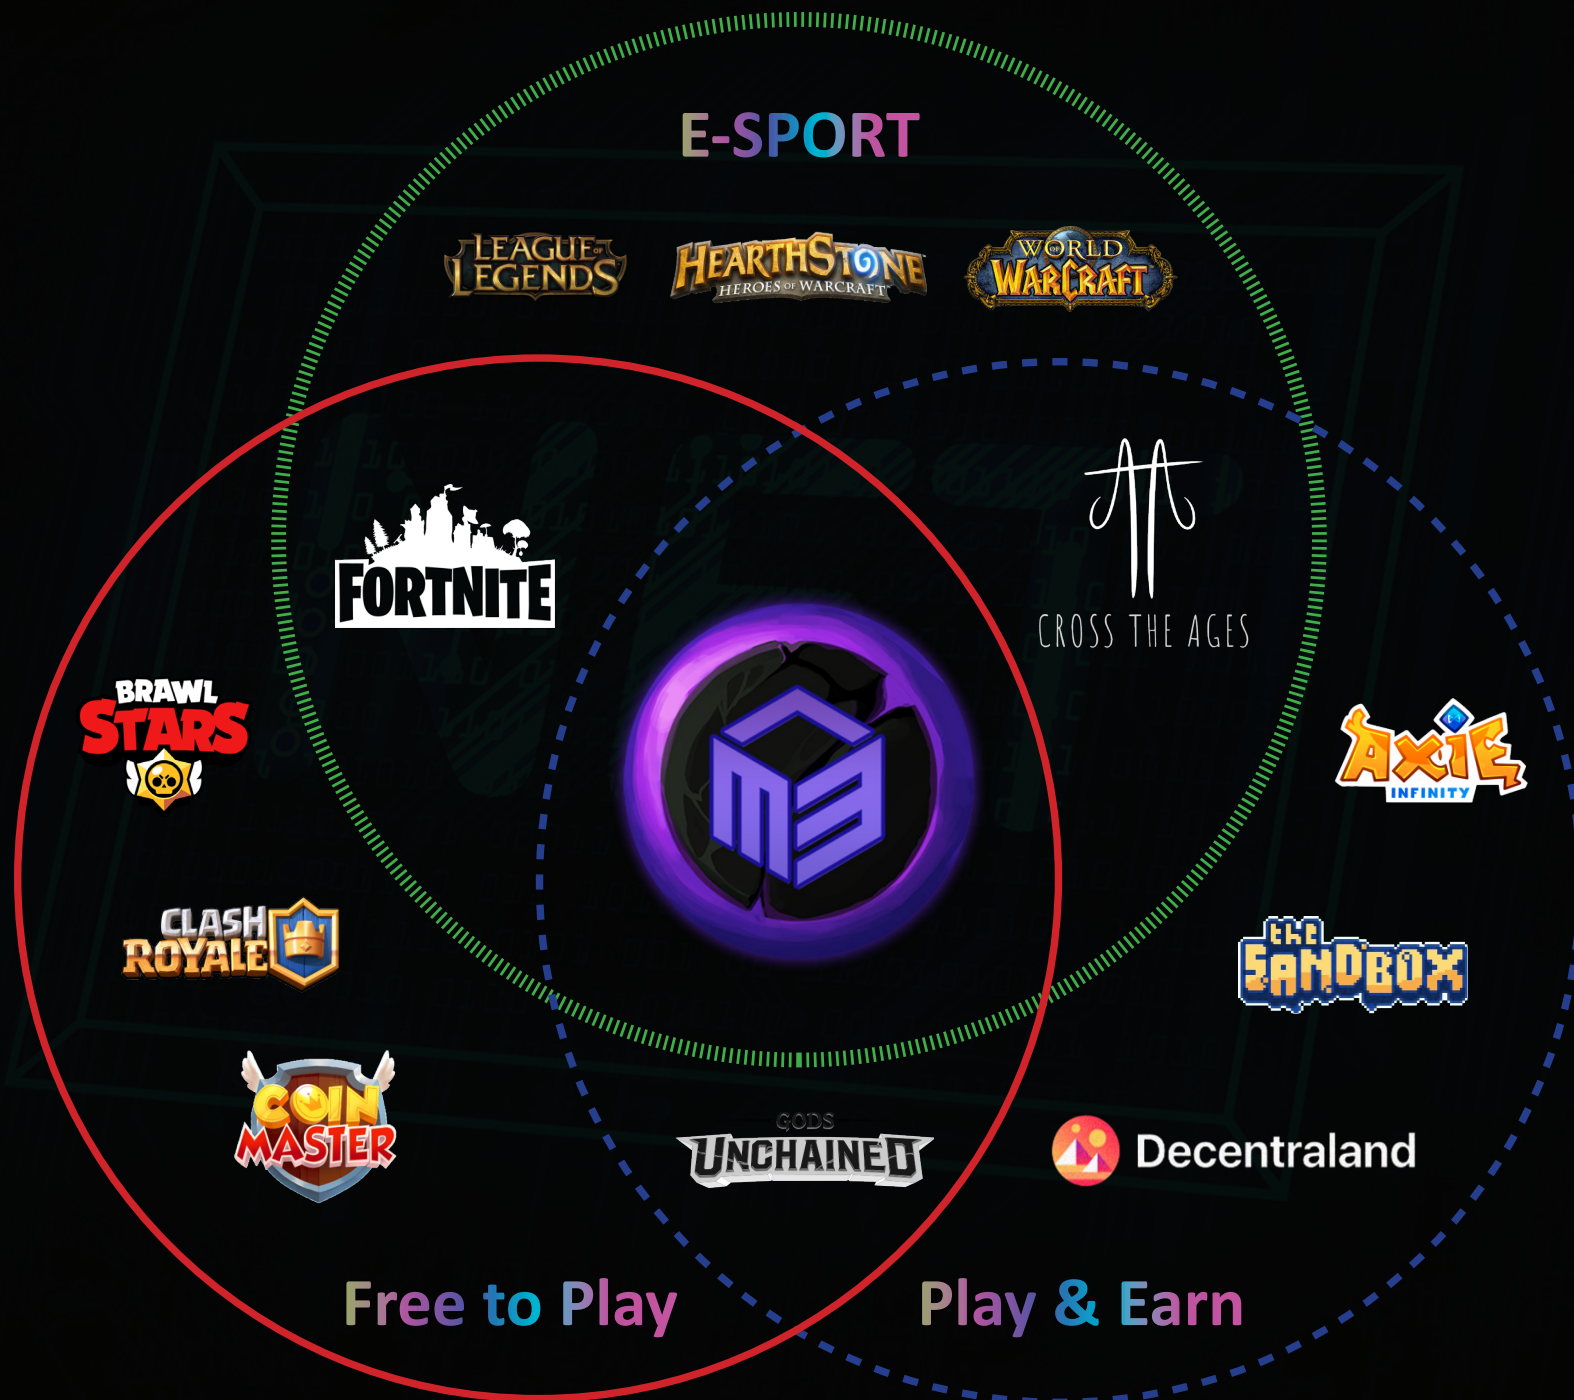 E-SPORT
LEAGUE OF
LEGENDS
HEARTHSTONE
HEROES OF WARCRAFT
WORLD
OF
WARCRAFT
FORTNITE
CROSS THE AGES
BRAWL
STARS
M3
AXIE
INFINITY
CLASH
ROYALE
the
SANDBOX
COIN
MASTER
GODS
UNCHAINED
Decentraland
Free to Play
Play & Earn